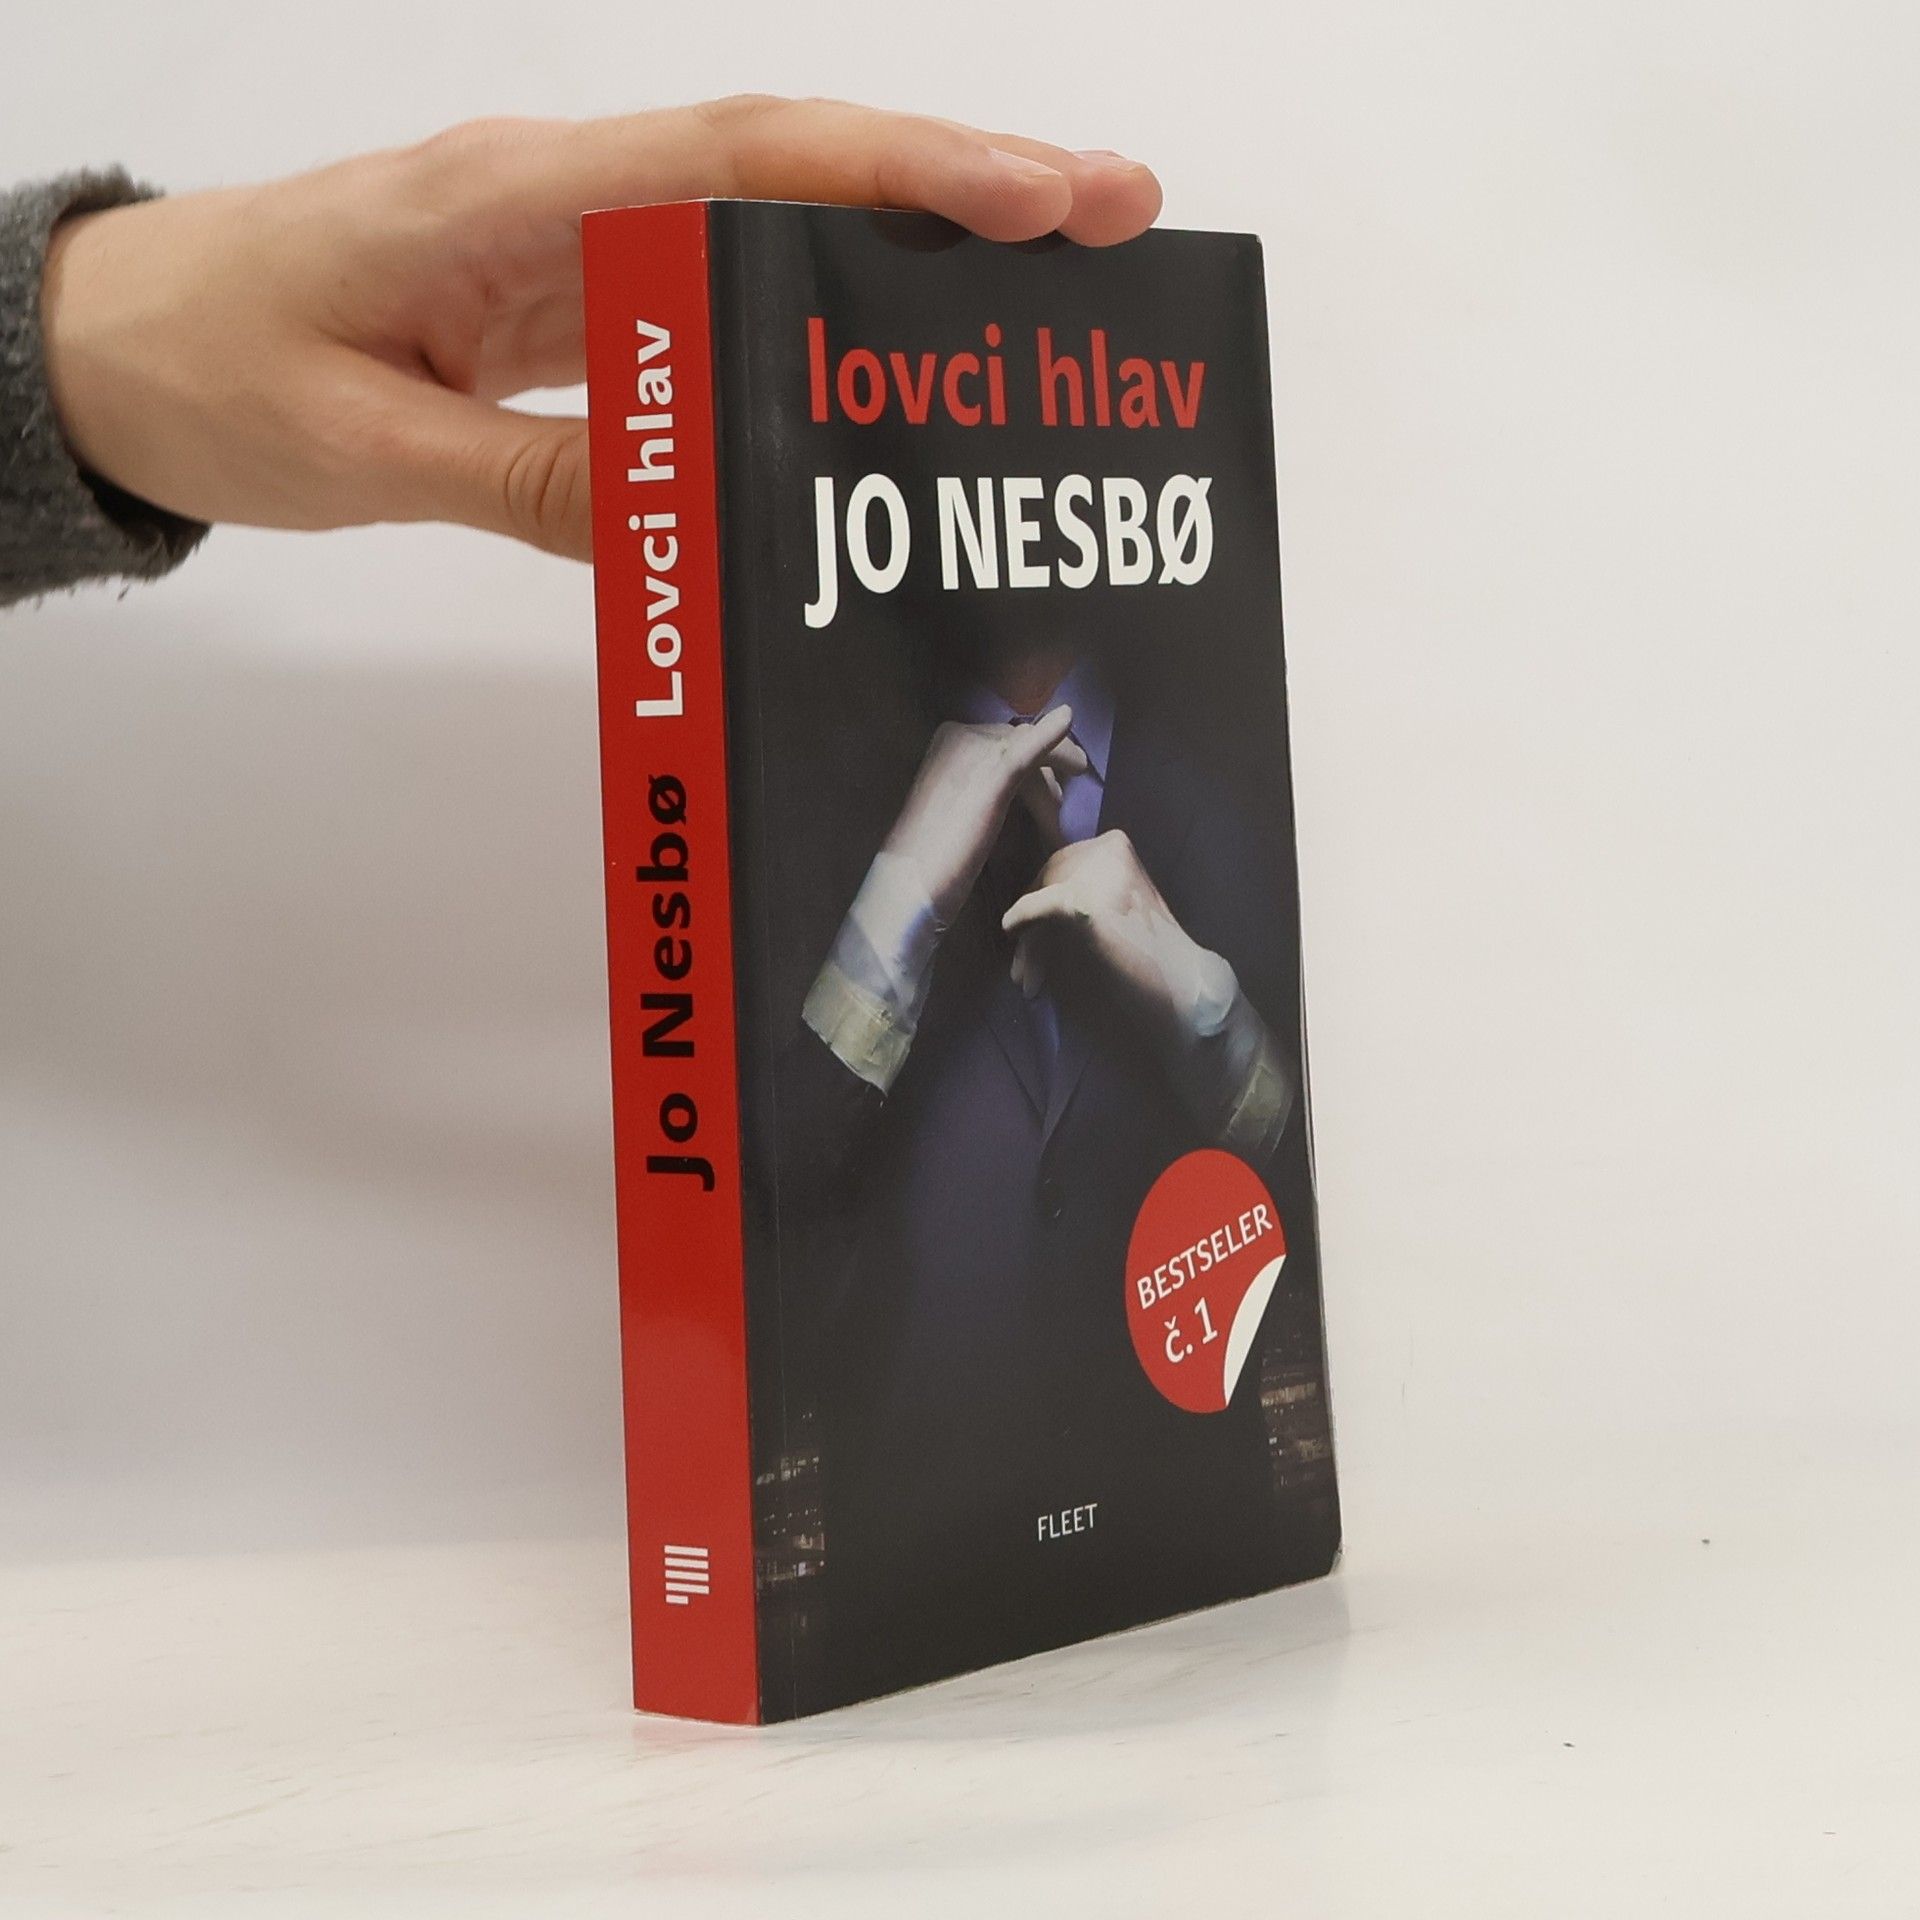 Jo Nesbø Lovci hlav
lovci hlav
JO NESBØ
BESTSELER
č. 1
FLEET